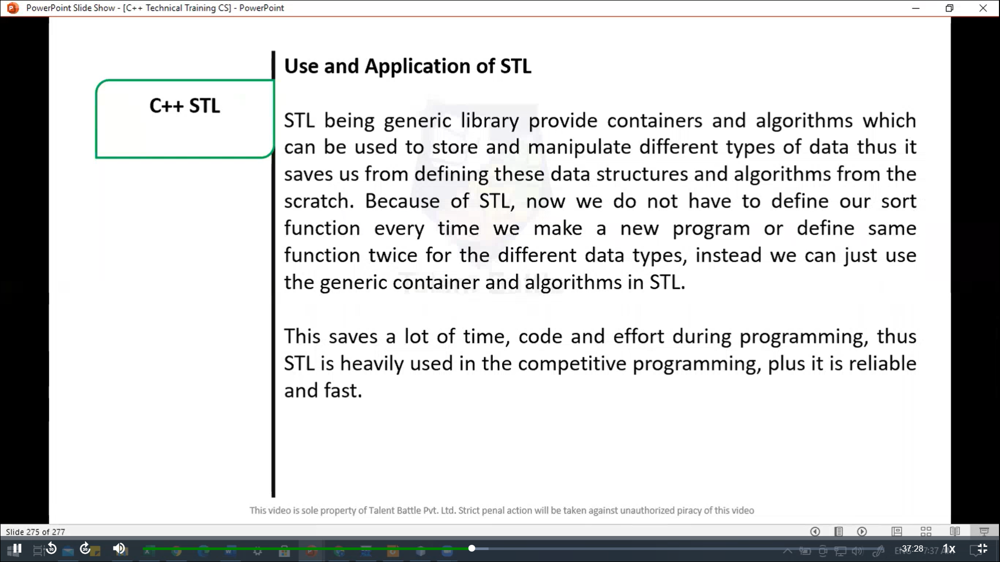 PowerPoint Slide Show - [C++ Technical Training CS] - PowerPoint
Use and Application of STL
C++ STL
STL being generic library provide containers and algorithms which
can be used to store and manipulate different types of data thus it
saves us from defining these data structures and algorithms from the
scratch. Because of STL, now we do not have to define our sort
function every time we make a new program or define same
function twice for the different data types, instead we can just use
the generic container and algorithms in STL.
This saves a lot of time, code and effort during programming, thus
STL is heavily used in the competitive programming, plus it is reliable
and fast.
This video is sole property of Talent Battle Pvt. Ltd. Strict penal action will be taken against unauthorized piracy of this video
Slide 275 of 277
10
30
-37:28
1x